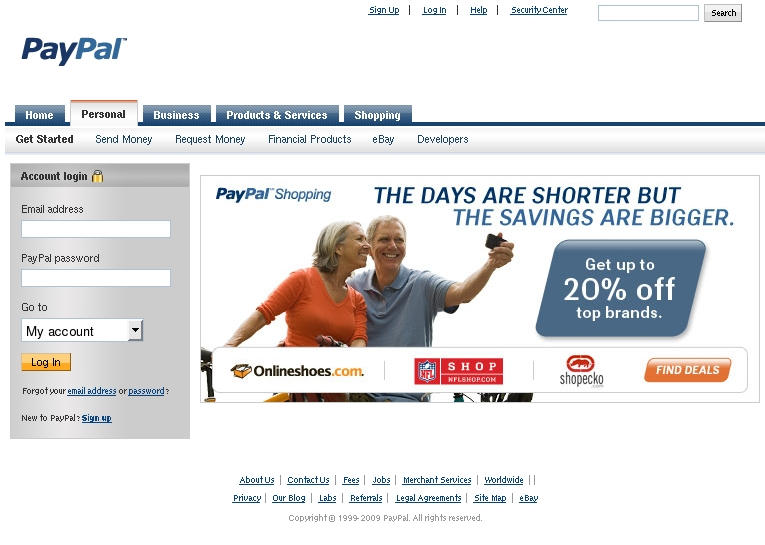 Sign Up | Log In | Help | Security Center Search
PayPal™
Home Personal Business Products & Services Shopping
Get Started Send Money Request Money Financial Products eBay Developers
Account login
Email address
PayPal password
Go to
My account
Log In
Forgot your email address or password?
New to PayPal? Sign up
PayPal™ Shopping
THE DAYS ARE SHORTER BUT
THE SAVINGS ARE BIGGER.
Get up to
20% off
top brands.
Onlineshoes.com.
NFL SHOP
NFLSHOP.COM
shopecko
.com
FIND DEALS
About Us | Contact Us | Fees | Jobs | Merchant Services | Worldwide | |
Privacy | Our Blog | Labs | Referrals | Legal Agreements | Site Map | eBay
Copyright © 1999-2009 PayPal. All rights reserved.